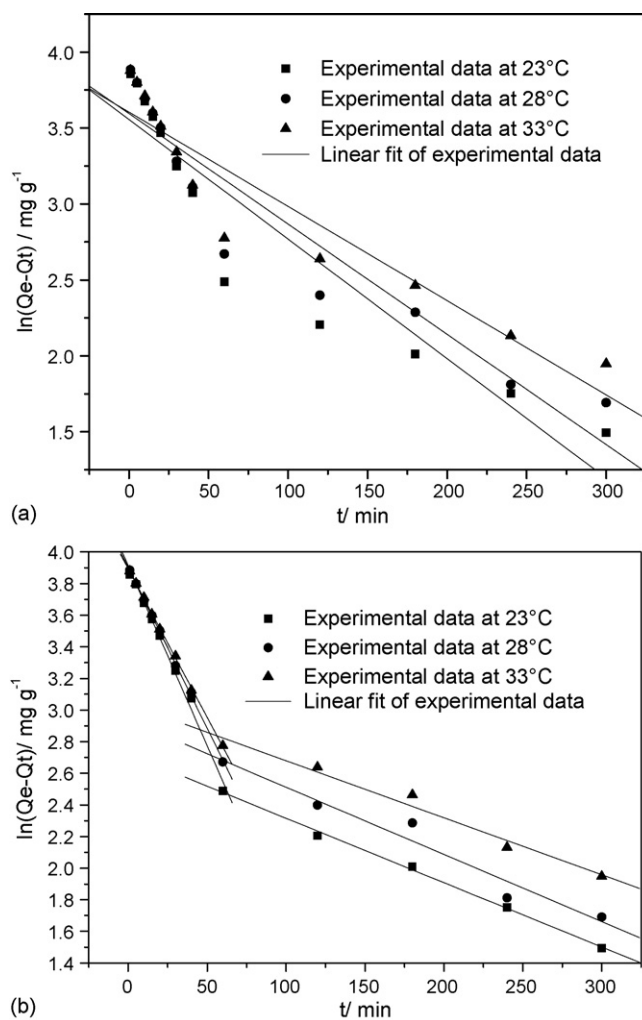 4.0
3.5
3.0
2.5
2.0
1.5
ln(Qe-Qt) / mg g⁻¹
Experimental data at 23°C
Experimental data at 28°C
Experimental data at 33°C
Linear fit of experimental data
0 50 100 150 200 250 300
t/ min
(a)
4.0
3.8
3.6
3.4
3.2
3.0
2.8
2.6
2.4
2.2
2.0
1.8
1.6
1.4
ln(Qe-Qt)/ mg g⁻¹
Experimental data at 23°C
Experimental data at 28°C
Experimental data at 33°C
Linear fit of experimental data
0 50 100 150 200 250 300
t/ min
(b)